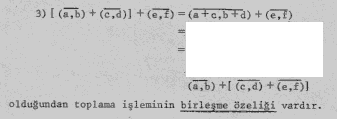 3) [ (a,b) + (c,d)] + (e,f) = (a+c,b+d) + (e,f)
=
=
(a,b) +[ (c,d) + (e,f)]
olduğundan toplama işleminin birleşme özeliği vardır.